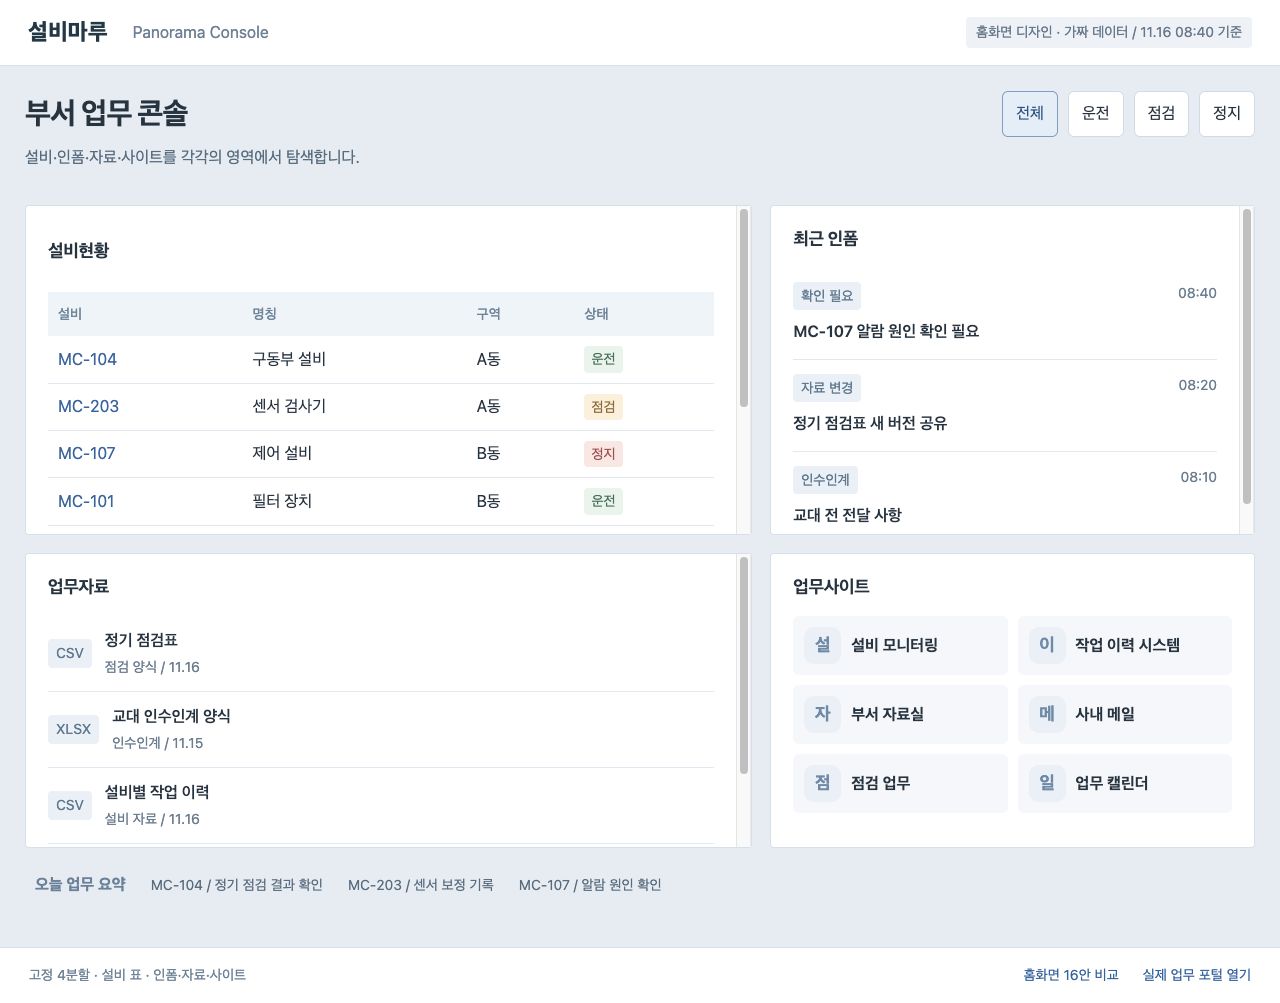 설비마루 Panorama Console 홈화면 디자인 · 가짜 데이터 / 11.16 08:40 기준
부서 업무 콘솔
전체 운전 점검 정지
설비·인폼·자료·사이트를 각각의 영역에서 탐색합니다.
설비현황
설비 명칭 구역 상태
MC-104 구동부 설비 A동 운전
MC-203 센서 검사기 A동 점검
MC-107 제어 설비 B동 정지
MC-101 필터 장치 B동 운전
최근 인폼
확인 필요 08:40
MC-107 알람 원인 확인 필요
자료 변경 08:20
정기 점검표 새 버전 공유
인수인계 08:10
교대 전 전달 사항
업무자료
CSV 정기 점검표
점검 양식 / 11.16
XLSX 교대 인수인계 양식
인수인계 / 11.15
CSV 설비별 작업 이력
설비 자료 / 11.16
업무사이트
설 설비 모니터링 이 작업 이력 시스템
자 부서 자료실 메 사내 메일
점 점검 업무 일 업무 캘린더
오늘 업무 요약 MC-104 / 정기 점검 결과 확인 MC-203 / 센서 보정 기록 MC-107 / 알람 원인 확인
고정 4분할 · 설비 표 · 인폼·자료·사이트 홈화면 16안 비교 실제 업무 포털 열기